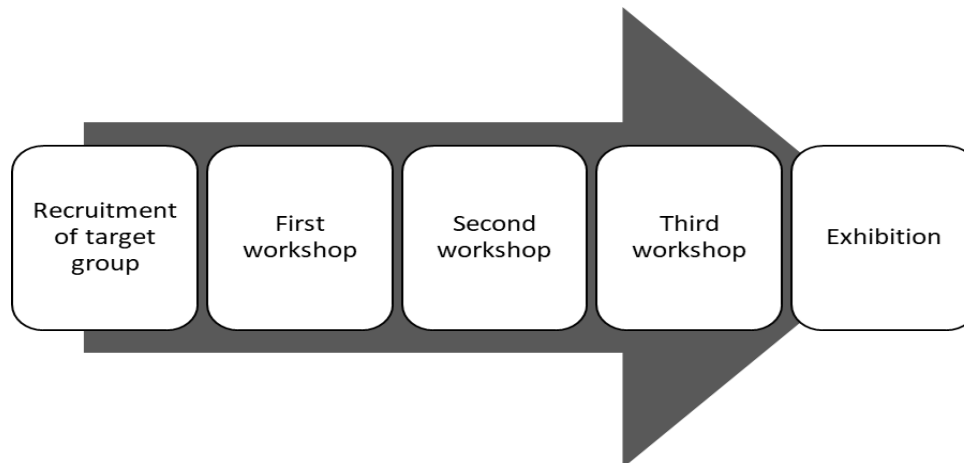 Recruitment
of target
group
First
workshop
Second
workshop
Third
workshop
Exhibition